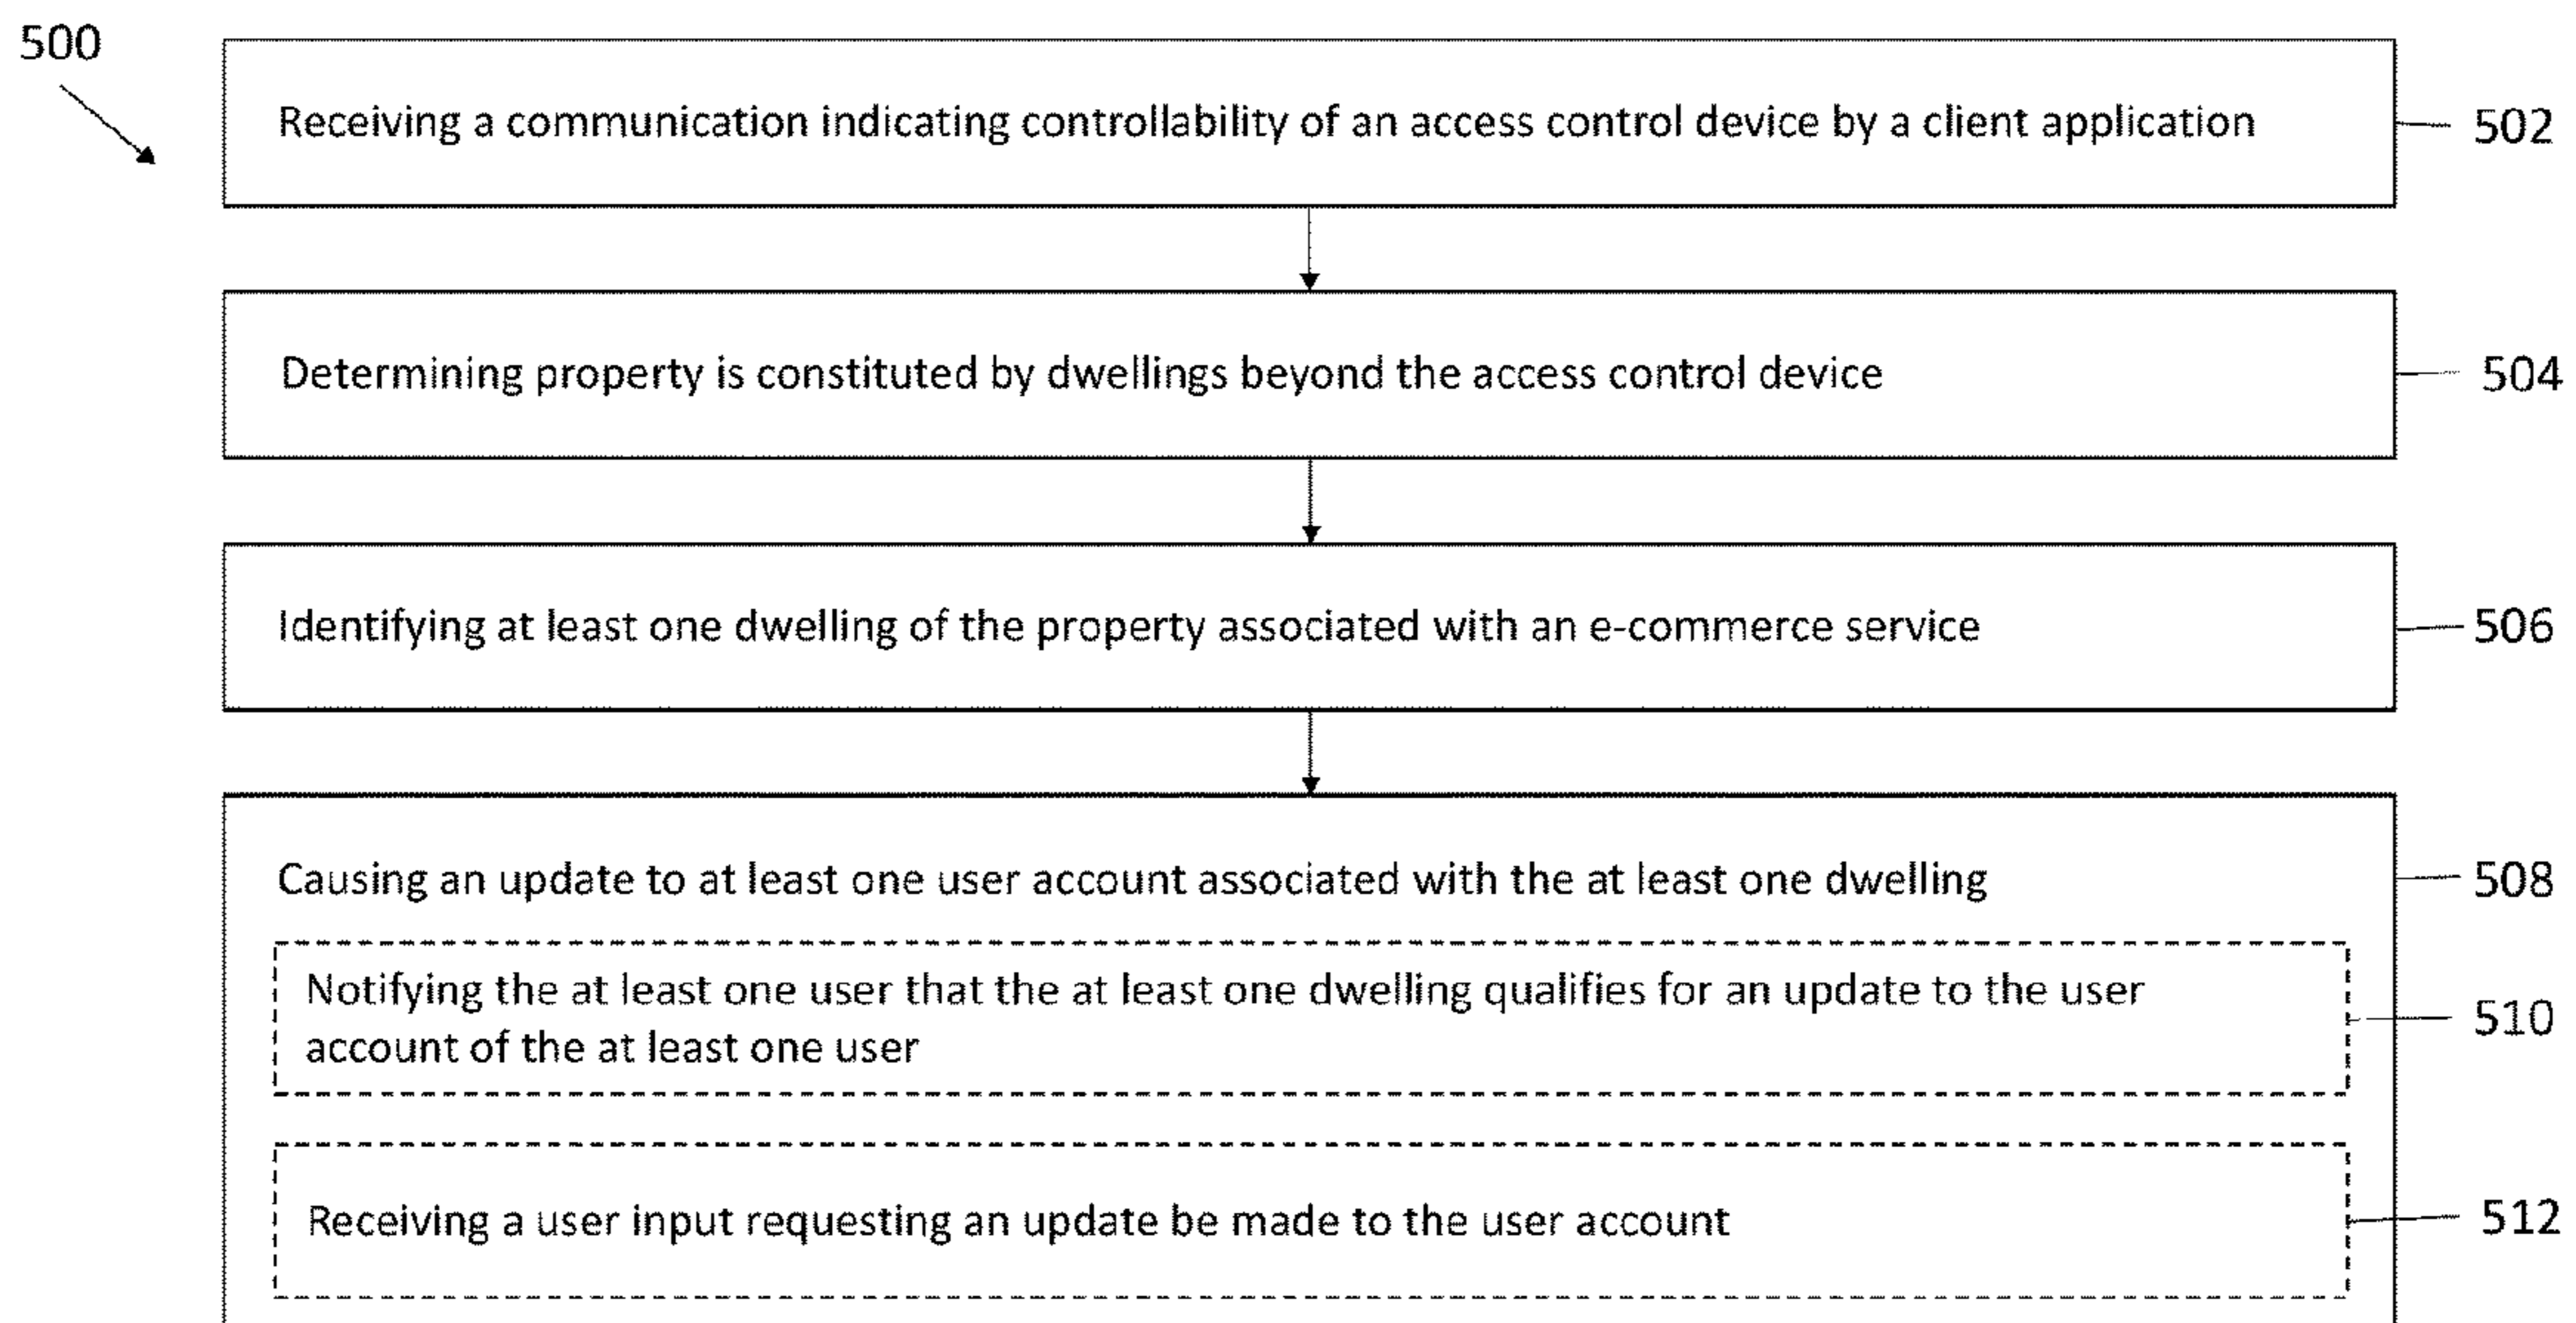 500
Receiving a communication indicating controllability of an access control device by a client application
502
Determining property is constituted by dwellings beyond the access control device
504
Identifying at least one dwelling of the property associated with an e-commerce service
506
Causing an update to at least one user account associated with the at least one dwelling
508
Notifying the at least one user that the at least one dwelling qualifies for an update to the user
account of the at least one user
510
Receiving a user input requesting an update be made to the user account
512